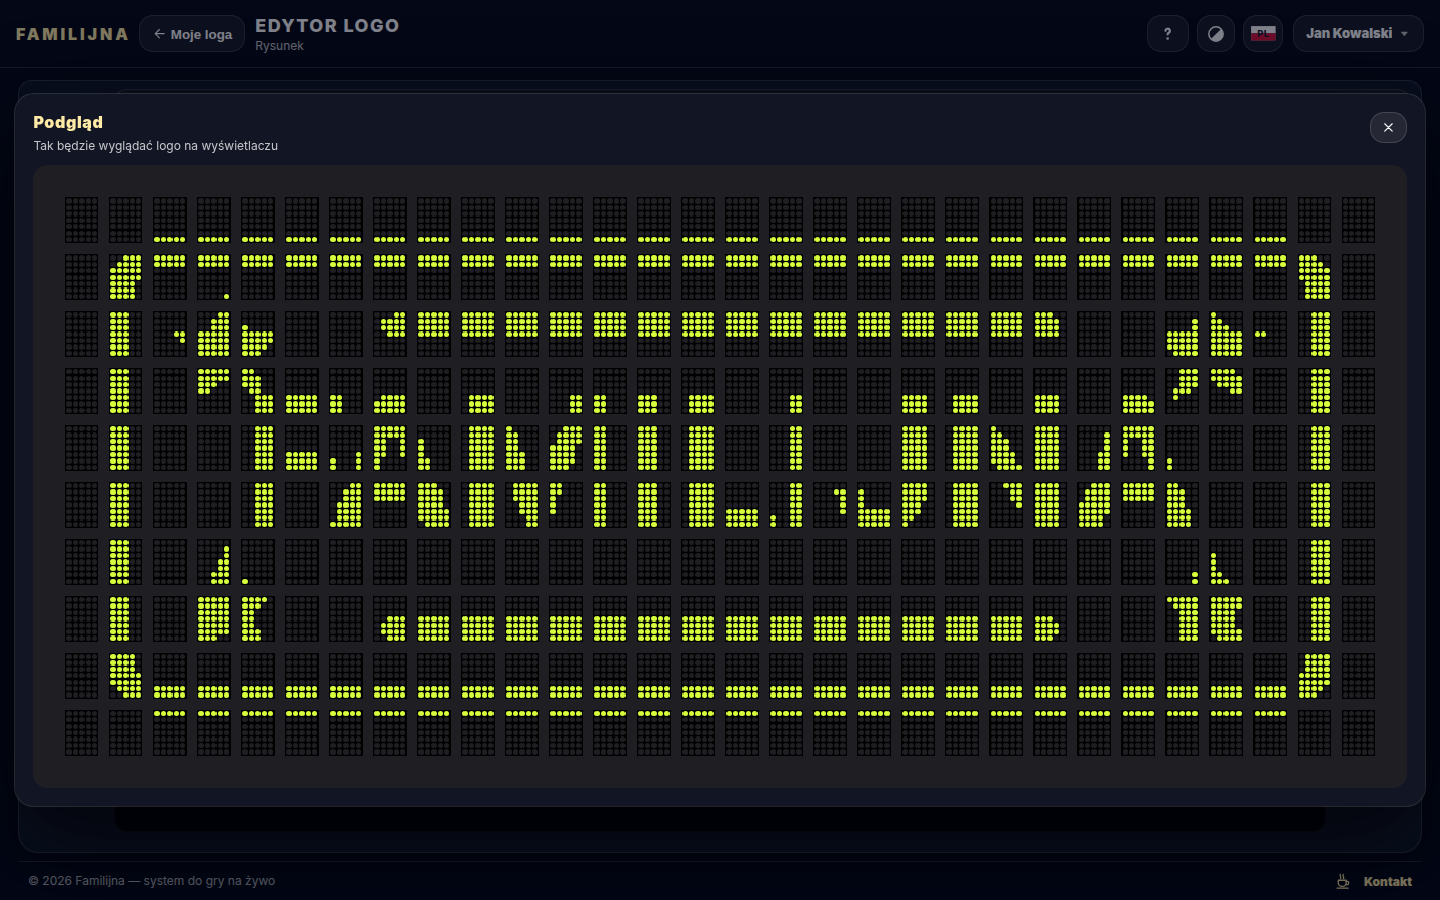 FAMILIJNA
← Moje loga
EDYTOR LOGO
Rysunek
?
PL
Jan Kowalski
Podgląd
Tak będzie wyglądać logo na wyświetlaczu
FAMILIJNA
© 2026 Familijna — system do gry na żywo
Kontakt